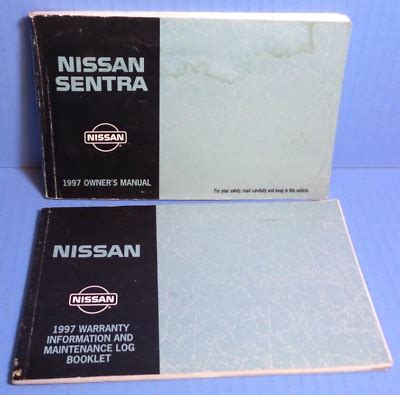 NISSAN
SENTRA
NISSAN
1997 OWNER'S MANUAL
For your safety, read carefully and keep in this vehicle.
NISSAN
NISSAN
1997 WARRANTY
INFORMATION AND
MAINTENANCE LOG
BOOKLET